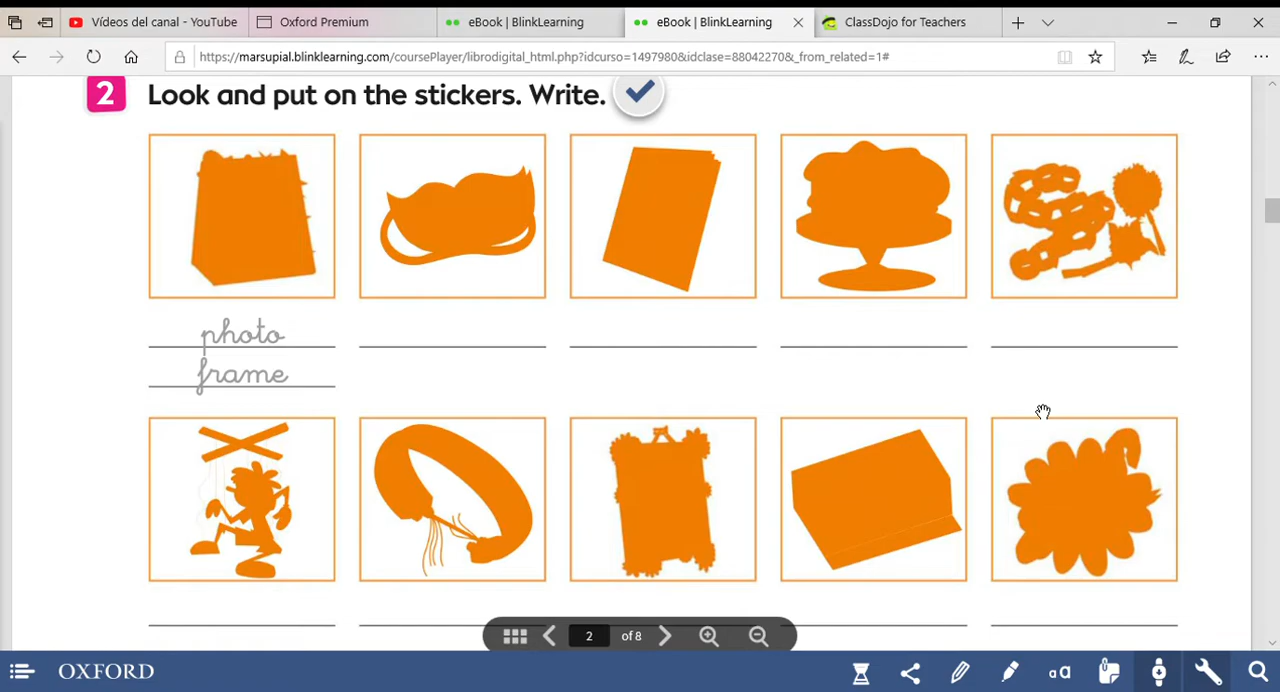 Vídeos del canal - YouTube
Oxford Premium
eBook | BlinkLearning
eBook | BlinkLearning
ClassDojo for Teachers
https://marsupial.blinklearning.com/coursePlayer/librodigital_html.php?idcurso=1497980&idclase=88042270&_from_related=1#
2 Look and put on the stickers. Write.
photo
frame
2 of 8
OXFORD
aa